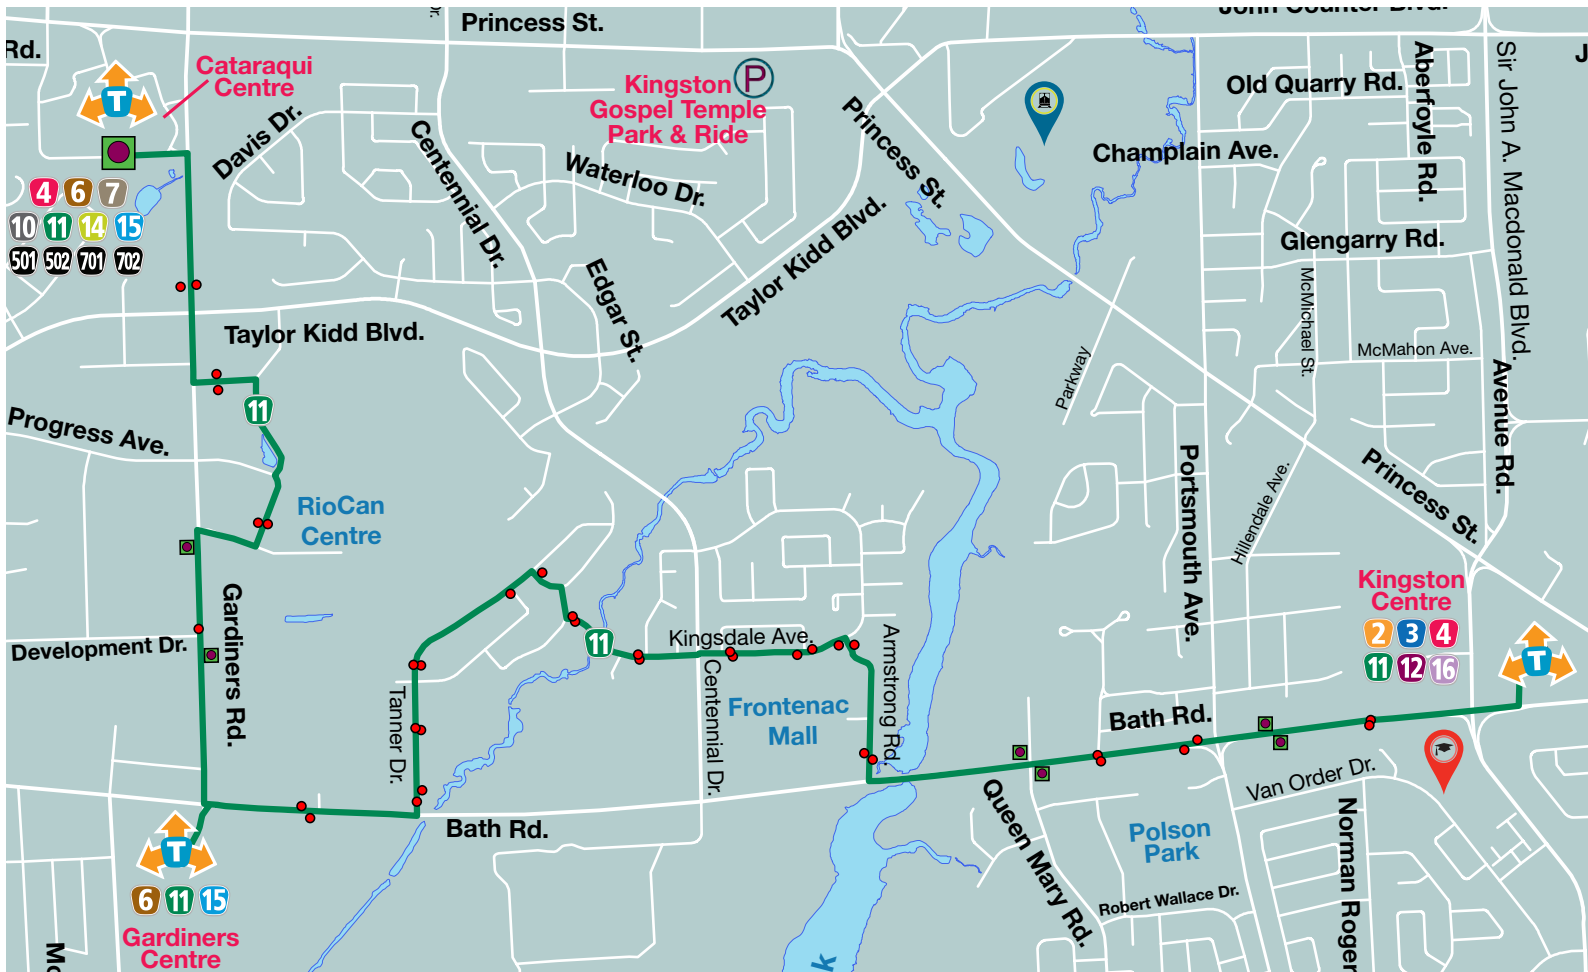 Princess St.
John Counter Blvd.
Rd.
Dr.
J
Cataraqui
Centre
T
Kingston
Gospel Temple
Park & Ride
P
Old Quarry Rd.
Aberfoyle Rd.
Sir John A. Macdonald Blvd.
Davis Dr.
Centennial Dr.
Waterloo Dr.
Princess St.
Champlain Ave.
4 6 7
10 11 14 15
501 502 701 702
Glengarry Rd.
Edgar St.
Taylor Kidd Blvd.
McMichael St.
Taylor Kidd Blvd.
McMahon Ave.
Parkway
Avenue Rd.
11
Progress Ave.
Portsmouth Ave.
Princess St.
Hillendale Ave.
RioCan
Centre
Gardiners Rd.
Kingston
Centre
2 3 4
11 12 16
T
Development Dr.
11
Kingsdale Ave.
Armstrong Rd.
Tanner Dr.
Centennial Dr.
Frontenac
Mall
Bath Rd.
Van Order Dr.
Queen Mary Rd.
Norman Roger
Bath Rd.
Polson
Park
T
6 11 15
Robert Wallace Dr.
Gardiners
Centre
Mc
k